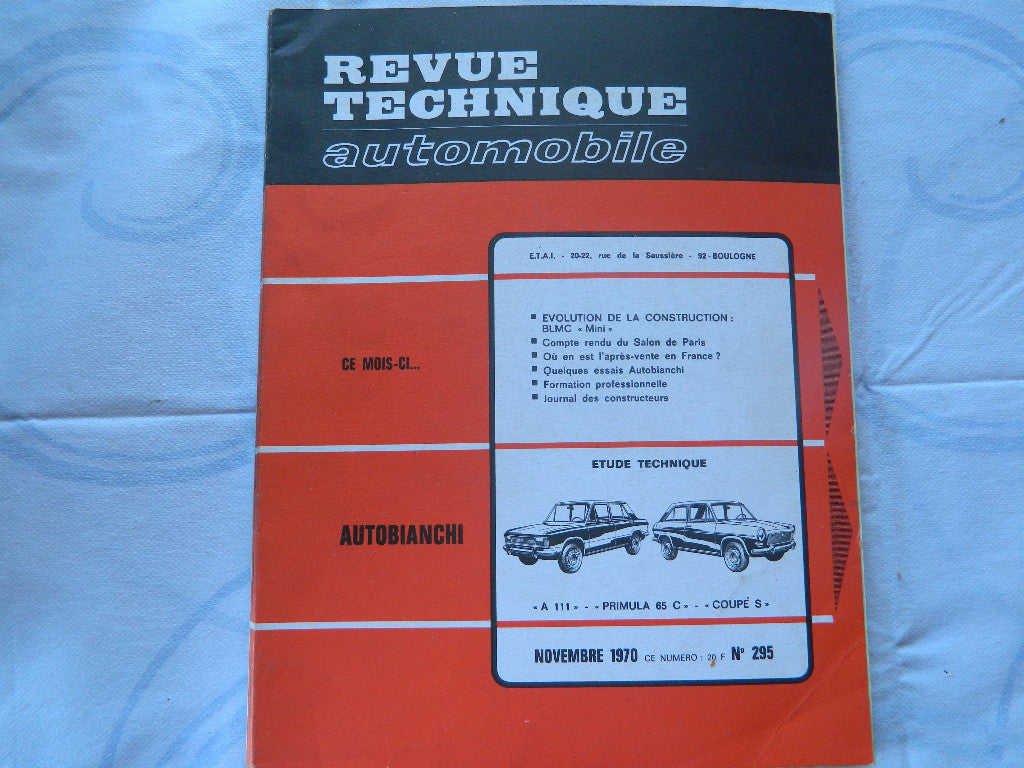 REVUE
TECHNIQUE
automobile
E.T.A.I. - 20-22, rue de la Saussière - 92 - BOULOGNE
CE MOIS-CI...
■ EVOLUTION DE LA CONSTRUCTION :
BLMC « Mini »
■ Compte rendu du Salon de Paris
■ Où en est l'après-vente en France ?
■ Quelques essais Autobianchi
■ Formation professionnelle
■ Journal des constructeurs
AUTOBIANCHI
ETUDE TECHNIQUE
« A 111 » - « PRIMULA 65 C » - « COUPÉ S »
NOVEMBRE 1970 CE NUMERO : 20 F N° 295